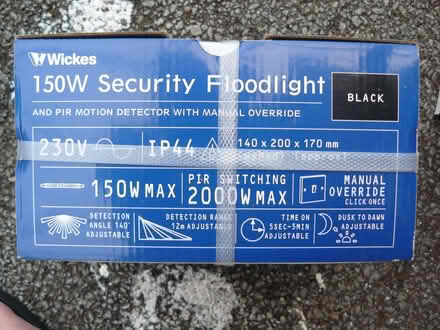 Wickes
150W Security Floodlight
BLACK
AND PIR MOTION DETECTOR WITH MANUAL OVERRIDE
230V IP44 140 x 200 x 170 mm
150W MAX
PIR SWITCHING
2000W MAX
MANUAL
OVERRIDE
CLICK ONCE
DETECTION
ANGLE 140°
ADJUSTABLE
DETECTION RANGE
12m ADJUSTABLE
TIME ON
5SEC-5MIN
ADJUSTABLE
DUSK TO DAWN
ADJUSTABLE